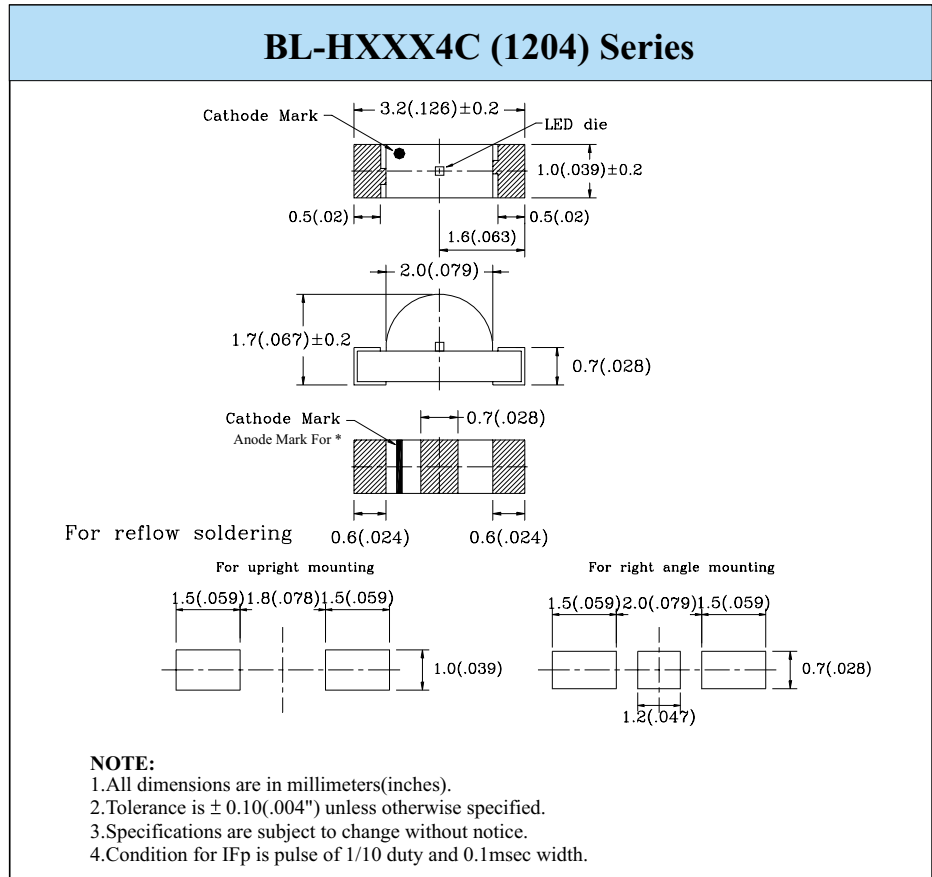 BL-HXXX4C (1204) Series
3.2(.126)±0.2
Cathode Mark
LED die
1.0(.039)±0.2
0.5(.02)
0.5(.02)
1.6(.063)
2.0(.079)
1.7(.067)±0.2
0.7(.028)
Cathode Mark
Anode Mark For *
0.7(.028)
0.6(.024)
0.6(.024)
For reflow soldering
For upright mounting
1.5(.059)
1.8(.078)
1.5(.059)
1.0(.039)
For right angle mounting
1.5(.059)
2.0(.079)
1.5(.059)
0.7(.028)
1.2(.047)
NOTE:
1.All dimensions are in millimeters(inches).
2.Tolerance is ± 0.10(.004") unless otherwise specified.
3.Specifications are subject to change without notice.
4.Condition for IFp is pulse of 1/10 duty and 0.1msec width.